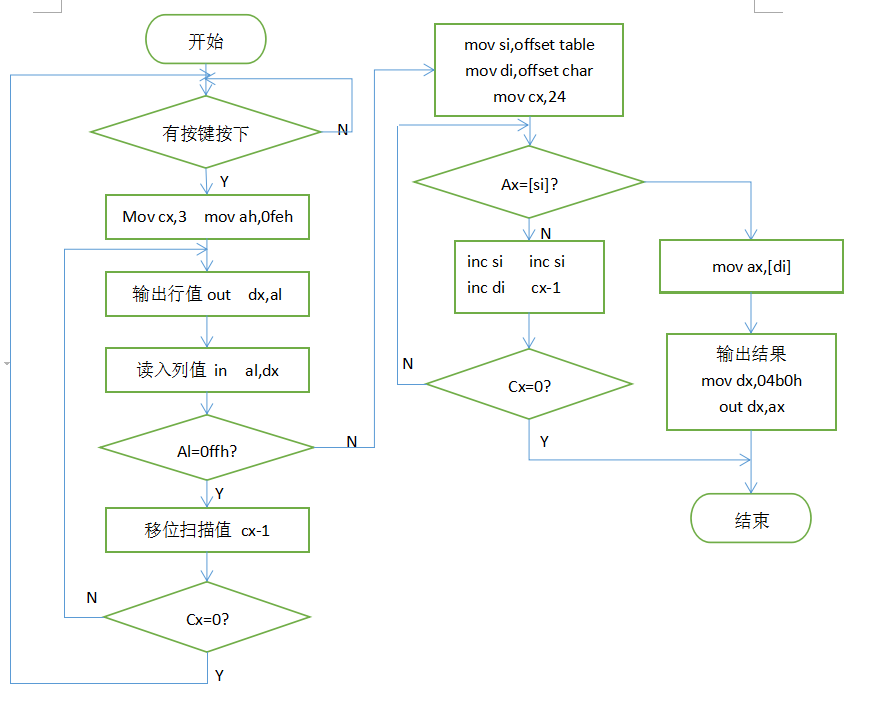 开始
有按键按下
N
Y
Mov cx,3 mov ah,0feh
输出行值 out dx,al
读入列值 in al,dx
Al=0ffh?
N
Y
移位扫描值 cx-1
N
Cx=0?
Y
mov si,offset table
mov di,offset char
mov cx,24
Ax=[si]?
N
inc si inc si
inc di cx-1
N
Cx=0?
Y
mov ax,[di]
输出结果
mov dx,04b0h
out dx,ax
结束